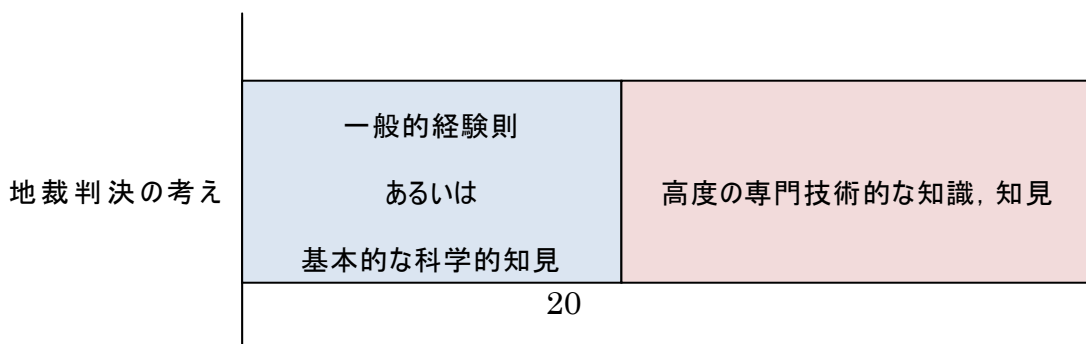 一般的経験則
地裁判決の考え
あるいは
高度の専門技術的な知識，知見
基本的な科学的知見
20